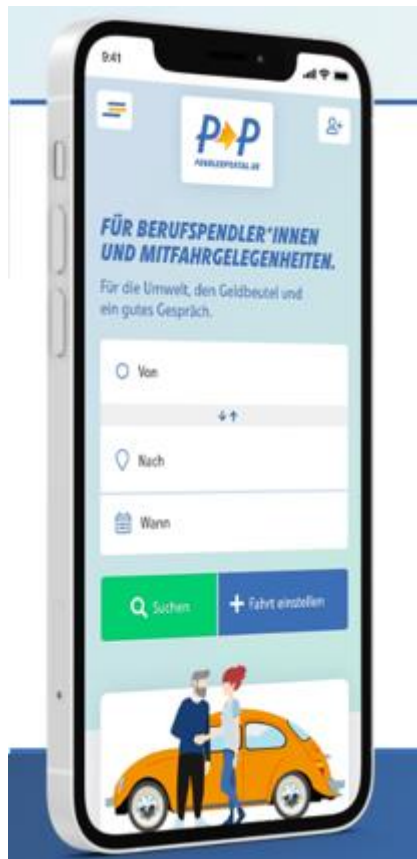 9:41
P P
PENDLERPORTAL.DE
FÜR BERUFSPENDLER*INNEN
UND MITFAHRGELEGENHEITEN.
Für die Umwelt, den Geldbeutel und
ein gutes Gespräch.
Von
Nach
Wann
Suchen
Fahrt einstellen